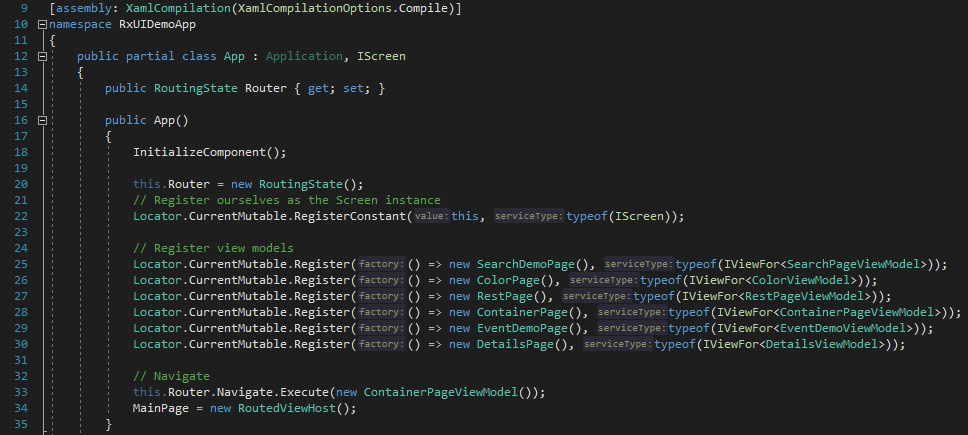 9 [assembly: XamlCompilation(XamlCompilationOptions.Compile)]
10 namespace RxUIDemoApp
11 {
12 public partial class App : Application, IScreen
13 {
14 public RoutingState Router { get; set; }
15
16 public App()
17 {
18 InitializeComponent();
19
20 this.Router = new RoutingState();
21 // Register ourselves as the Screen instance
22 Locator.CurrentMutable.RegisterConstant(value: this, serviceType: typeof(IScreen));
23
24 // Register view models
25 Locator.CurrentMutable.Register(factory: () => new SearchDemoPage(), serviceType: typeof(IViewFor<SearchPageViewModel>));
26 Locator.CurrentMutable.Register(factory: () => new ColorPage(), serviceType: typeof(IViewFor<ColorViewModel>));
27 Locator.CurrentMutable.Register(factory: () => new RestPage(), serviceType: typeof(IViewFor<RestPageViewModel>));
28 Locator.CurrentMutable.Register(factory: () => new ContainerPage(), serviceType: typeof(IViewFor<ContainerPageViewModel>));
29 Locator.CurrentMutable.Register(factory: () => new EventDemoPage(), serviceType: typeof(IViewFor<EventDemoViewModel>));
30 Locator.CurrentMutable.Register(factory: () => new DetailsPage(), serviceType: typeof(IViewFor<DetailsViewModel>));
31
32 // Navigate
33 this.Router.Navigate.Execute(new ContainerPageViewModel());
34 MainPage = new RoutedViewHost();
35 }